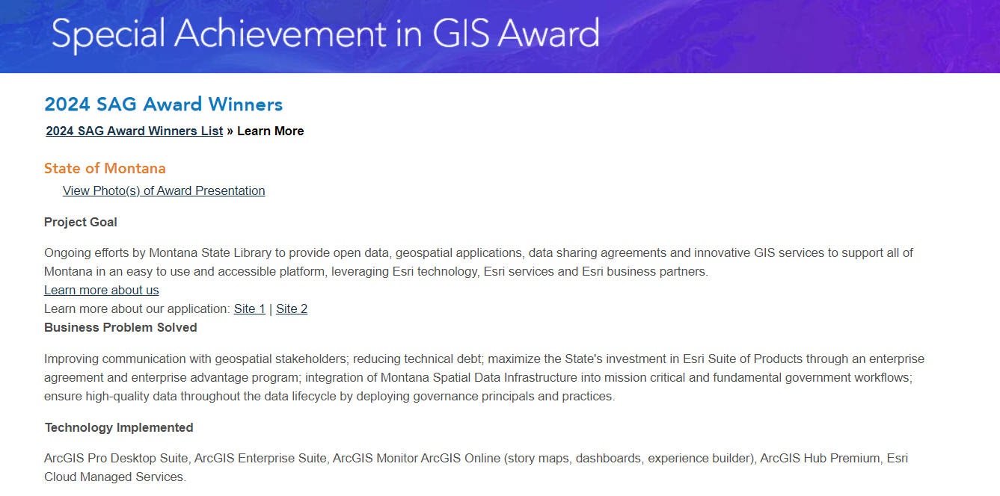 Special Achievement in GIS Award
2024 SAG Award Winners
2024 SAG Award Winners List » Learn More
State of Montana
View Photo(s) of Award Presentation
Project Goal
Ongoing efforts by Montana State Library to provide open data, geospatial applications, data sharing agreements and innovative GIS services to support all of
Montana in an easy to use and accessible platform, leveraging Esri technology, Esri services and Esri business partners.
Learn more about us
Learn more about our application: Site 1 | Site 2
Business Problem Solved
Improving communication with geospatial stakeholders; reducing technical debt; maximize the State's investment in Esri Suite of Products through an enterprise
agreement and enterprise advantage program; integration of Montana Spatial Data Infrastructure into mission critical and fundamental government workflows;
ensure high-quality data throughout the data lifecycle by deploying governance principals and practices.
Technology Implemented
ArcGIS Pro Desktop Suite, ArcGIS Enterprise Suite, ArcGIS Monitor ArcGIS Online (story maps, dashboards, experience builder), ArcGIS Hub Premium, Esri
Cloud Managed Services.